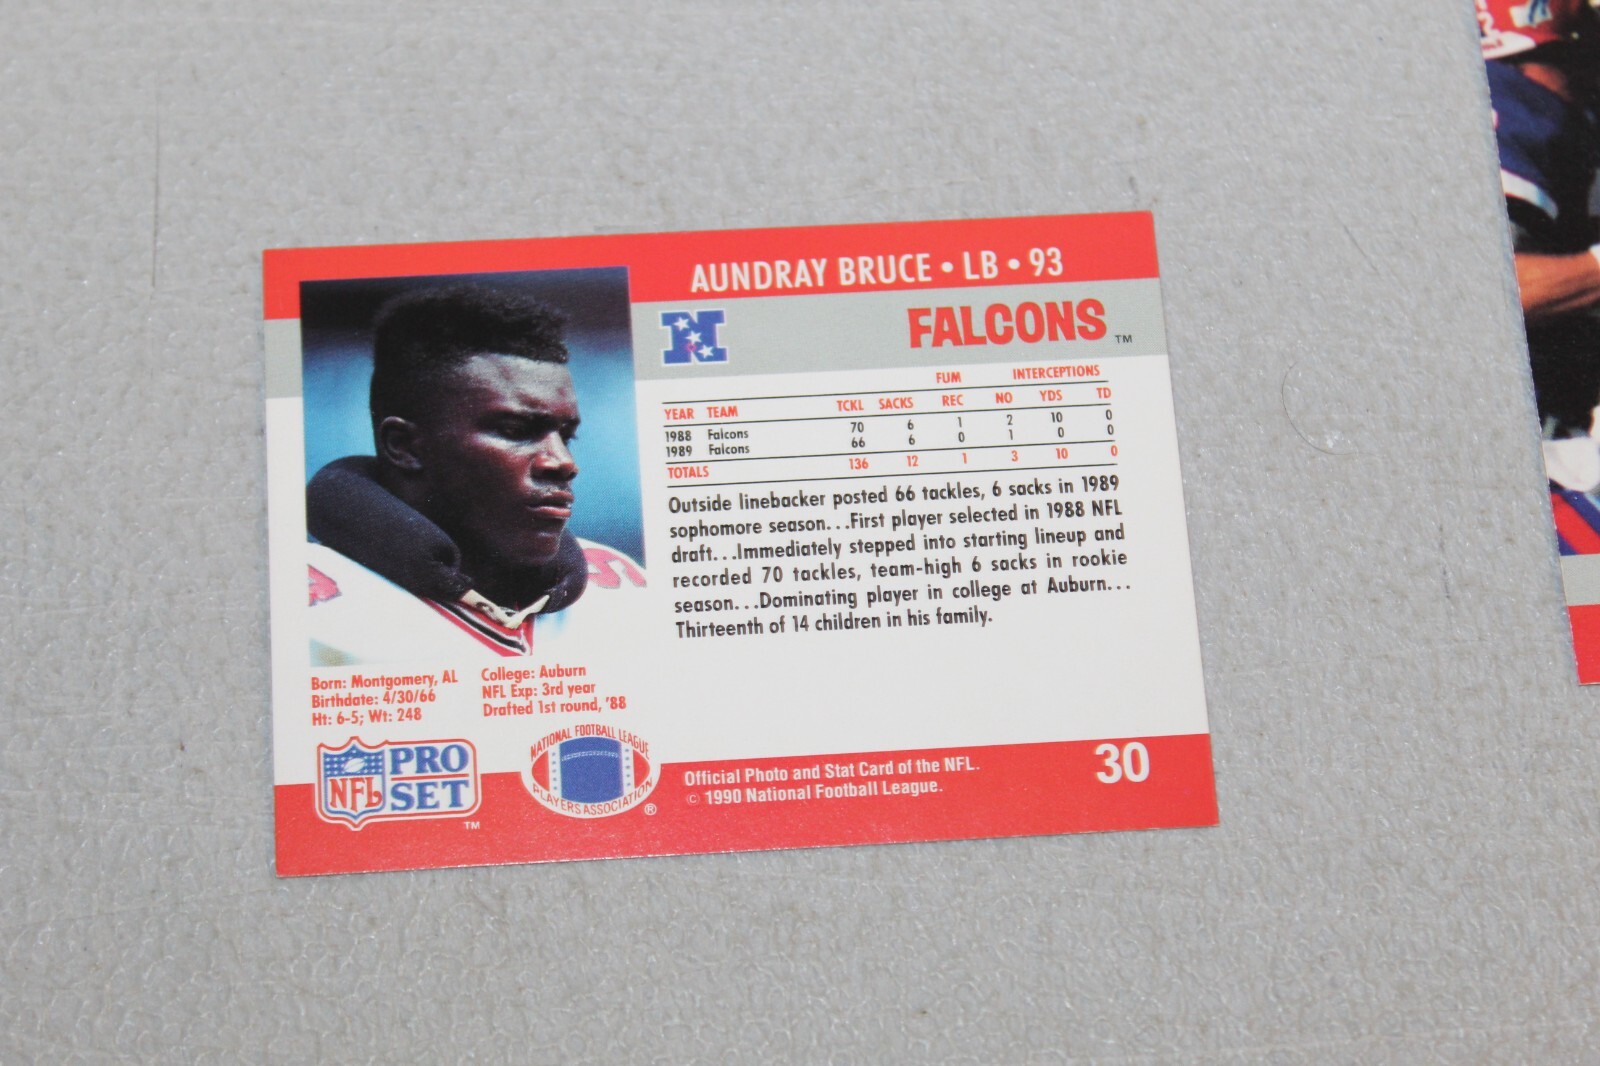 AUNDRAY BRUCE • LB • 93
N
FALCONS ™
FUM INTERCEPTIONS
YEAR TEAM TCKL SACKS REC NO YDS TD
1988 Falcons 70 6 1 2 10 0
1989 Falcons 66 6 0 1 0 0
TOTALS 136 12 1 3 10 0
Outside linebacker posted 66 tackles, 6 sacks in 1989
sophomore season...First player selected in 1988 NFL
draft...Immediately stepped into starting lineup and
recorded 70 tackles, team-high 6 sacks in rookie
season...Dominating player in college at Auburn...
Thirteenth of 14 children in his family.
Born: Montgomery, AL
Birthdate: 4/30/66
Ht: 6-5; Wt: 248
College: Auburn
NFL Exp: 3rd year
Drafted 1st round, '88
NFL PRO SET ™
NATIONAL FOOTBALL LEAGUE
PLAYERS ASSOCIATION ®
Official Photo and Stat Card of the NFL.
© 1990 National Football League.
30